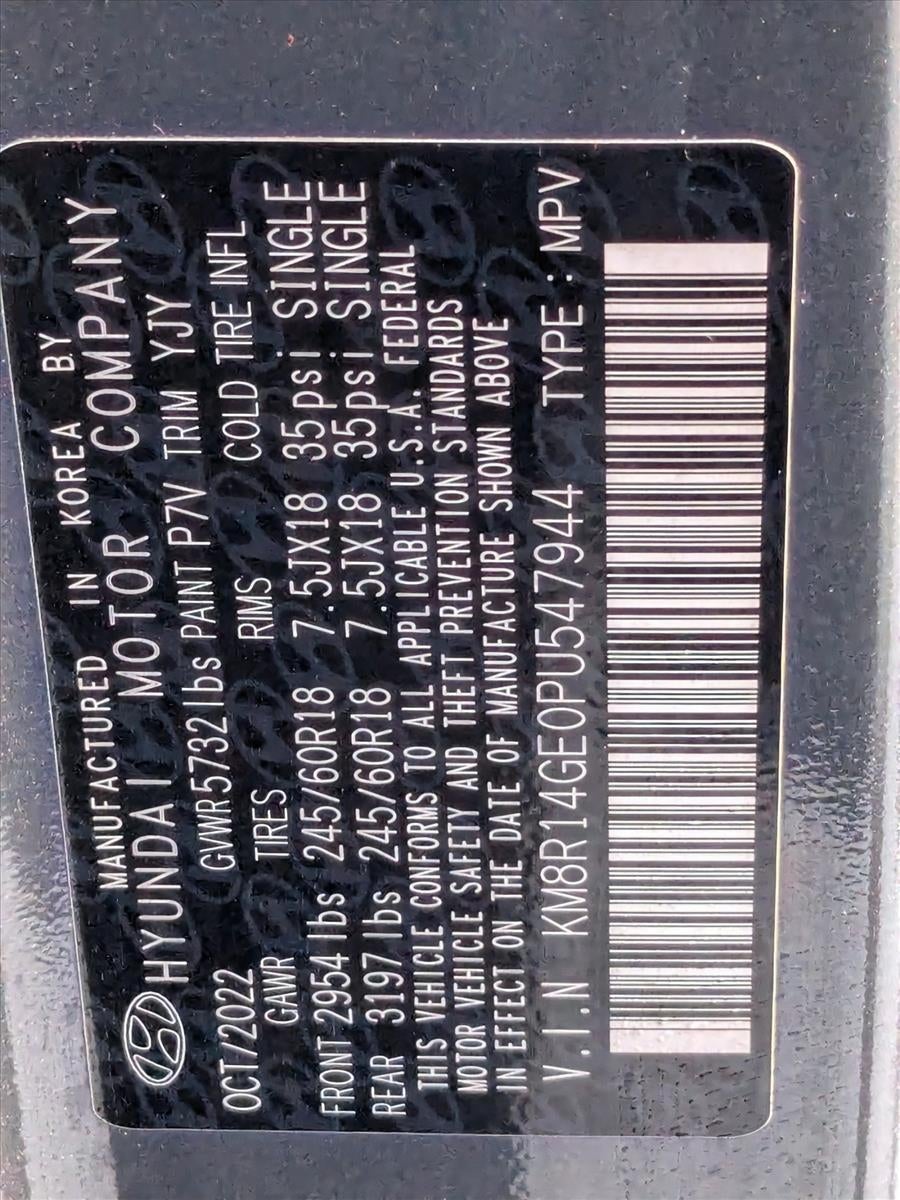 MANUFACTURED IN KOREA BY
HYUNDAI MOTOR COMPANY
OCT/2022 GVWR5732lbs PAINT P7V TRIM YJY
GAWR TIRES RIMS COLD TIRE INFL
FRONT 2954 lbs 245/60R18 7.5JX18 35psi SINGLE
REAR 3197 lbs 245/60R18 7.5JX18 35psi SINGLE
THIS VEHICLE CONFORMS TO ALL APPLICABLE U.S.A. FEDERAL
MOTOR VEHICLE SAFETY AND THEFT PREVENTION STANDARDS
IN EFFECT ON THE DATE OF MANUFACTURE SHOWN ABOVE
V.I.N KM8R14GE0PU547944 TYPE : MPV